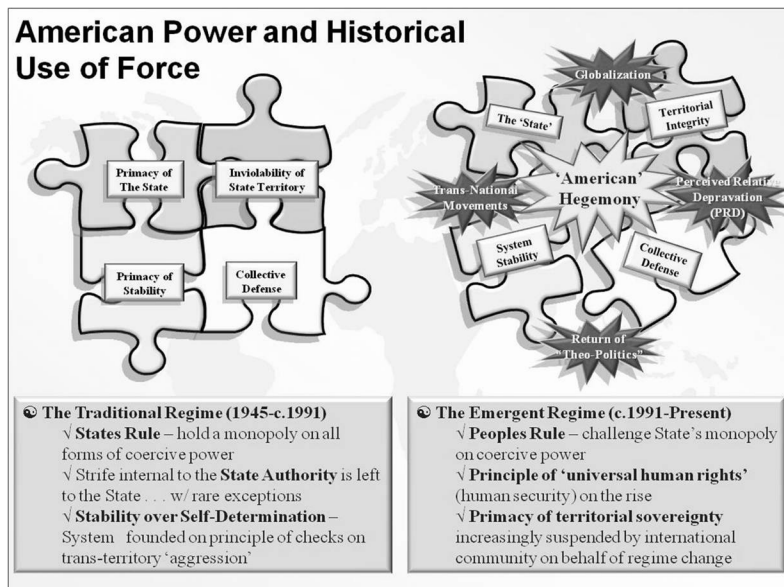 American Power and Historical
Use of Force
Primacy of
The State
Inviolability of
State Territory
Primacy of
Stability
Collective
Defense
Globalization
The 'State'
Territorial
Integrity
Trans-National
Movements
'American'
Hegemony
Perceived Relative
Depravation
(PRD)
System
Stability
Collective
Defense
Return of
"Theo-Politics"
☯ The Traditional Regime (1945-c.1991)
√ States Rule – hold a monopoly on all
forms of coercive power
√ Strife internal to the State Authority is left
to the State . . . w/ rare exceptions
√ Stability over Self-Determination –
System founded on principle of checks on
trans-territory 'aggression'
☯ The Emergent Regime (c.1991-Present)
√ Peoples Rule – challenge State's monopoly
on coercive power
√ Principle of 'universal human rights'
(human security) on the rise
√ Primacy of territorial sovereignty
increasingly suspended by international
community on behalf of regime change